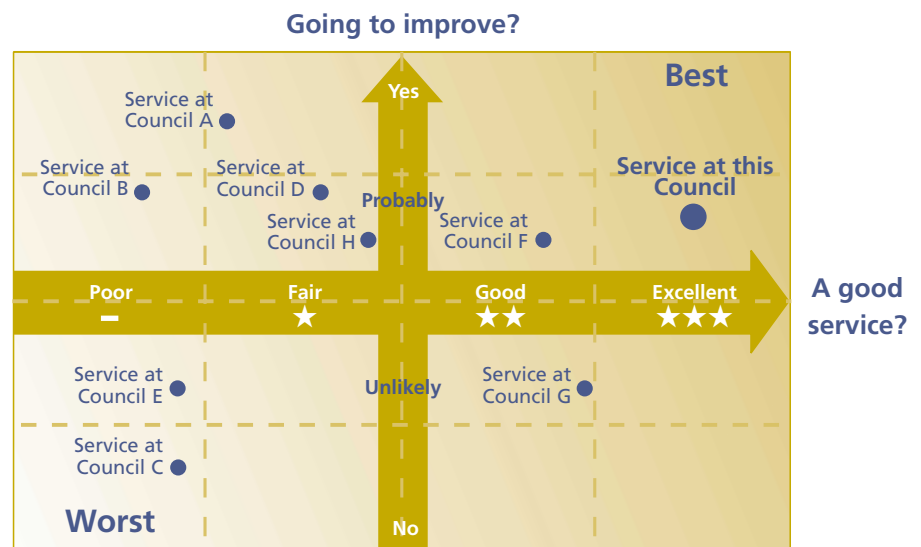 Going to improve?
Best
Yes
Service at
Council A
Service at
Council B
Service at
Council D
Service at this
Council
Probably
Service at
Council H
Service at
Council F
Poor
Fair
Good
Excellent
A good
service?
Unlikely
Service at
Council E
Service at
Council G
Service at
Council C
Worst
No